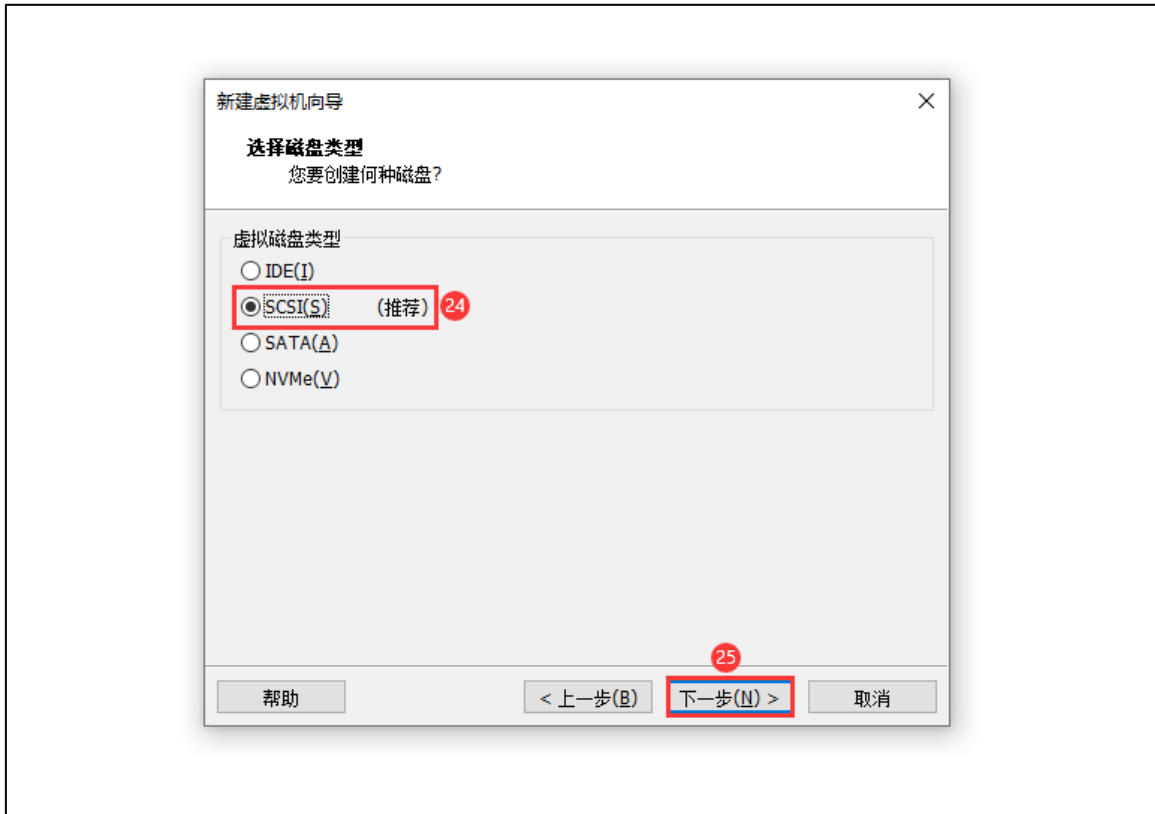 新建虚拟机向导
选择磁盘类型
您要创建何种磁盘?
虚拟磁盘类型
IDE(I)
SCSI(S) (推荐) 24
SATA(A)
NVMe(V)
25
帮助 < 上一步(B) 下一步(N) > 取消